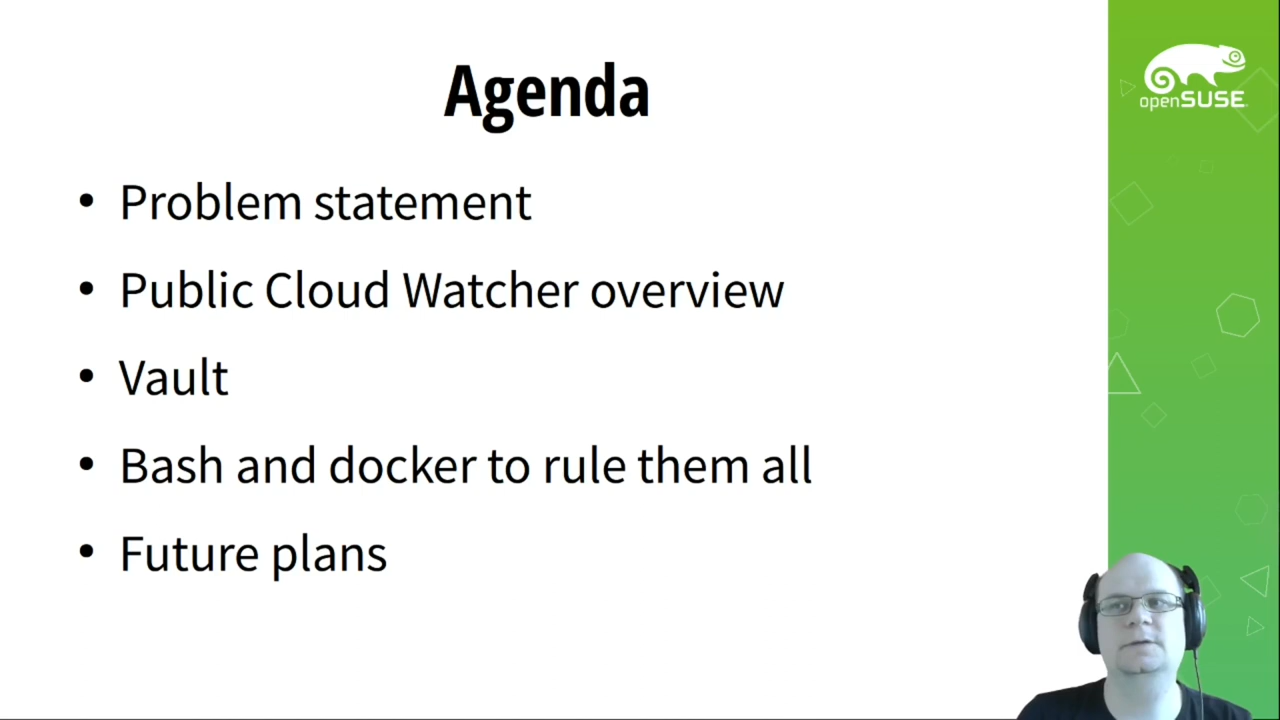 Agenda
openSUSE
• Problem statement
• Public Cloud Watcher overview
• Vault
• Bash and docker to rule them all
• Future plans